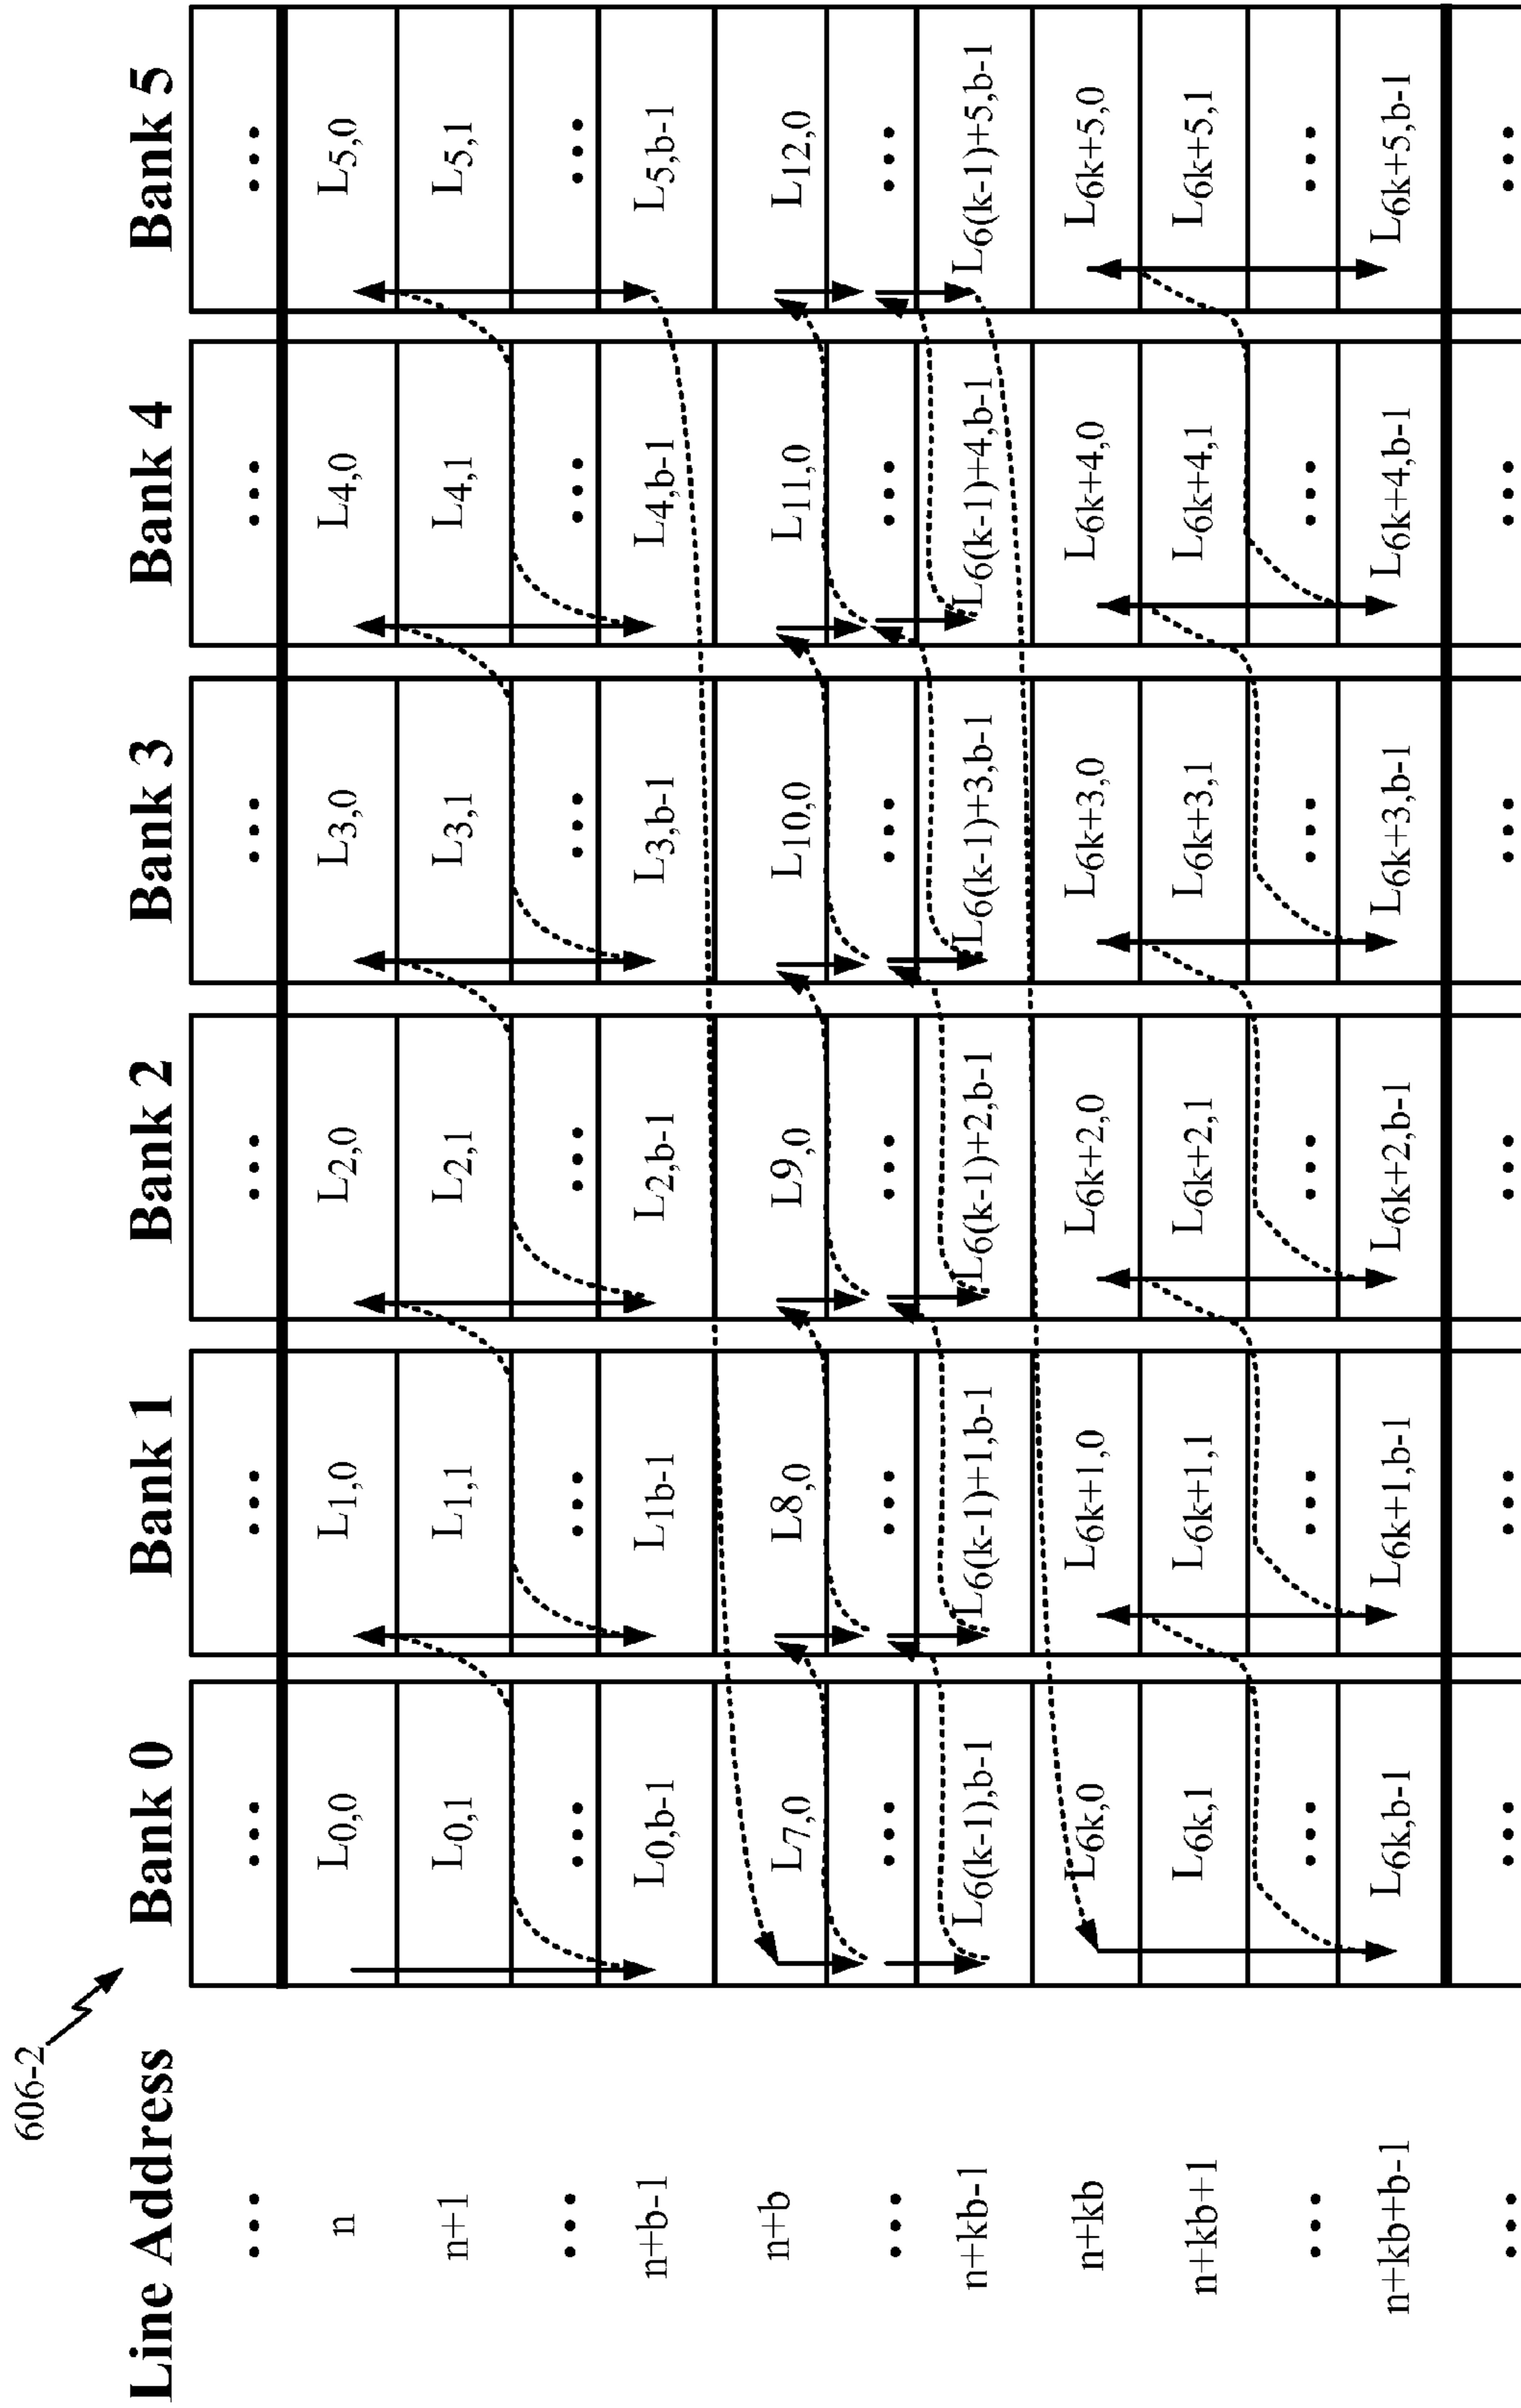 606-2
Line Address Bank 0 Bank 1 Bank 2 Bank 3 Bank 4 Bank 5
••• ••• ••• ••• ••• ••• •••
n L0,0 L1,0 L2,0 L3,0 L4,0 L5,0
n+1 L0,1 L1,1 L2,1 L3,1 L4,1 L5,1
••• ••• ••• ••• ••• ••• •••
n+b-1 L0,b-1 L1b-1 L2,b-1 L3,b-1 L4,b-1 L5,b-1
n+b L7,0 L8,0 L9,0 L10,0 L11,0 L12,0
••• ••• ••• ••• ••• ••• •••
n+kb-1 L6(k-1),b-1 L6(k-1)+1,b-1 L6(k-1)+2,b-1 L6(k-1)+3,b-1 L6(k-1)+4,b-1 L6(k-1)+5,b-1
n+kb L6k,0 L6k+1,0 L6k+2,0 L6k+3,0 L6k+4,0 L6k+5,0
n+kb+1 L6k,1 L6k+1,1 L6k+2,1 L6k+3,1 L6k+4,1 L6k+5,1
••• ••• ••• ••• ••• ••• •••
n+kb+b-1 L6k,b-1 L6k+1,b-1 L6k+2,b-1 L6k+3,b-1 L6k+4,b-1 L6k+5,b-1
••• ••• ••• ••• ••• ••• •••